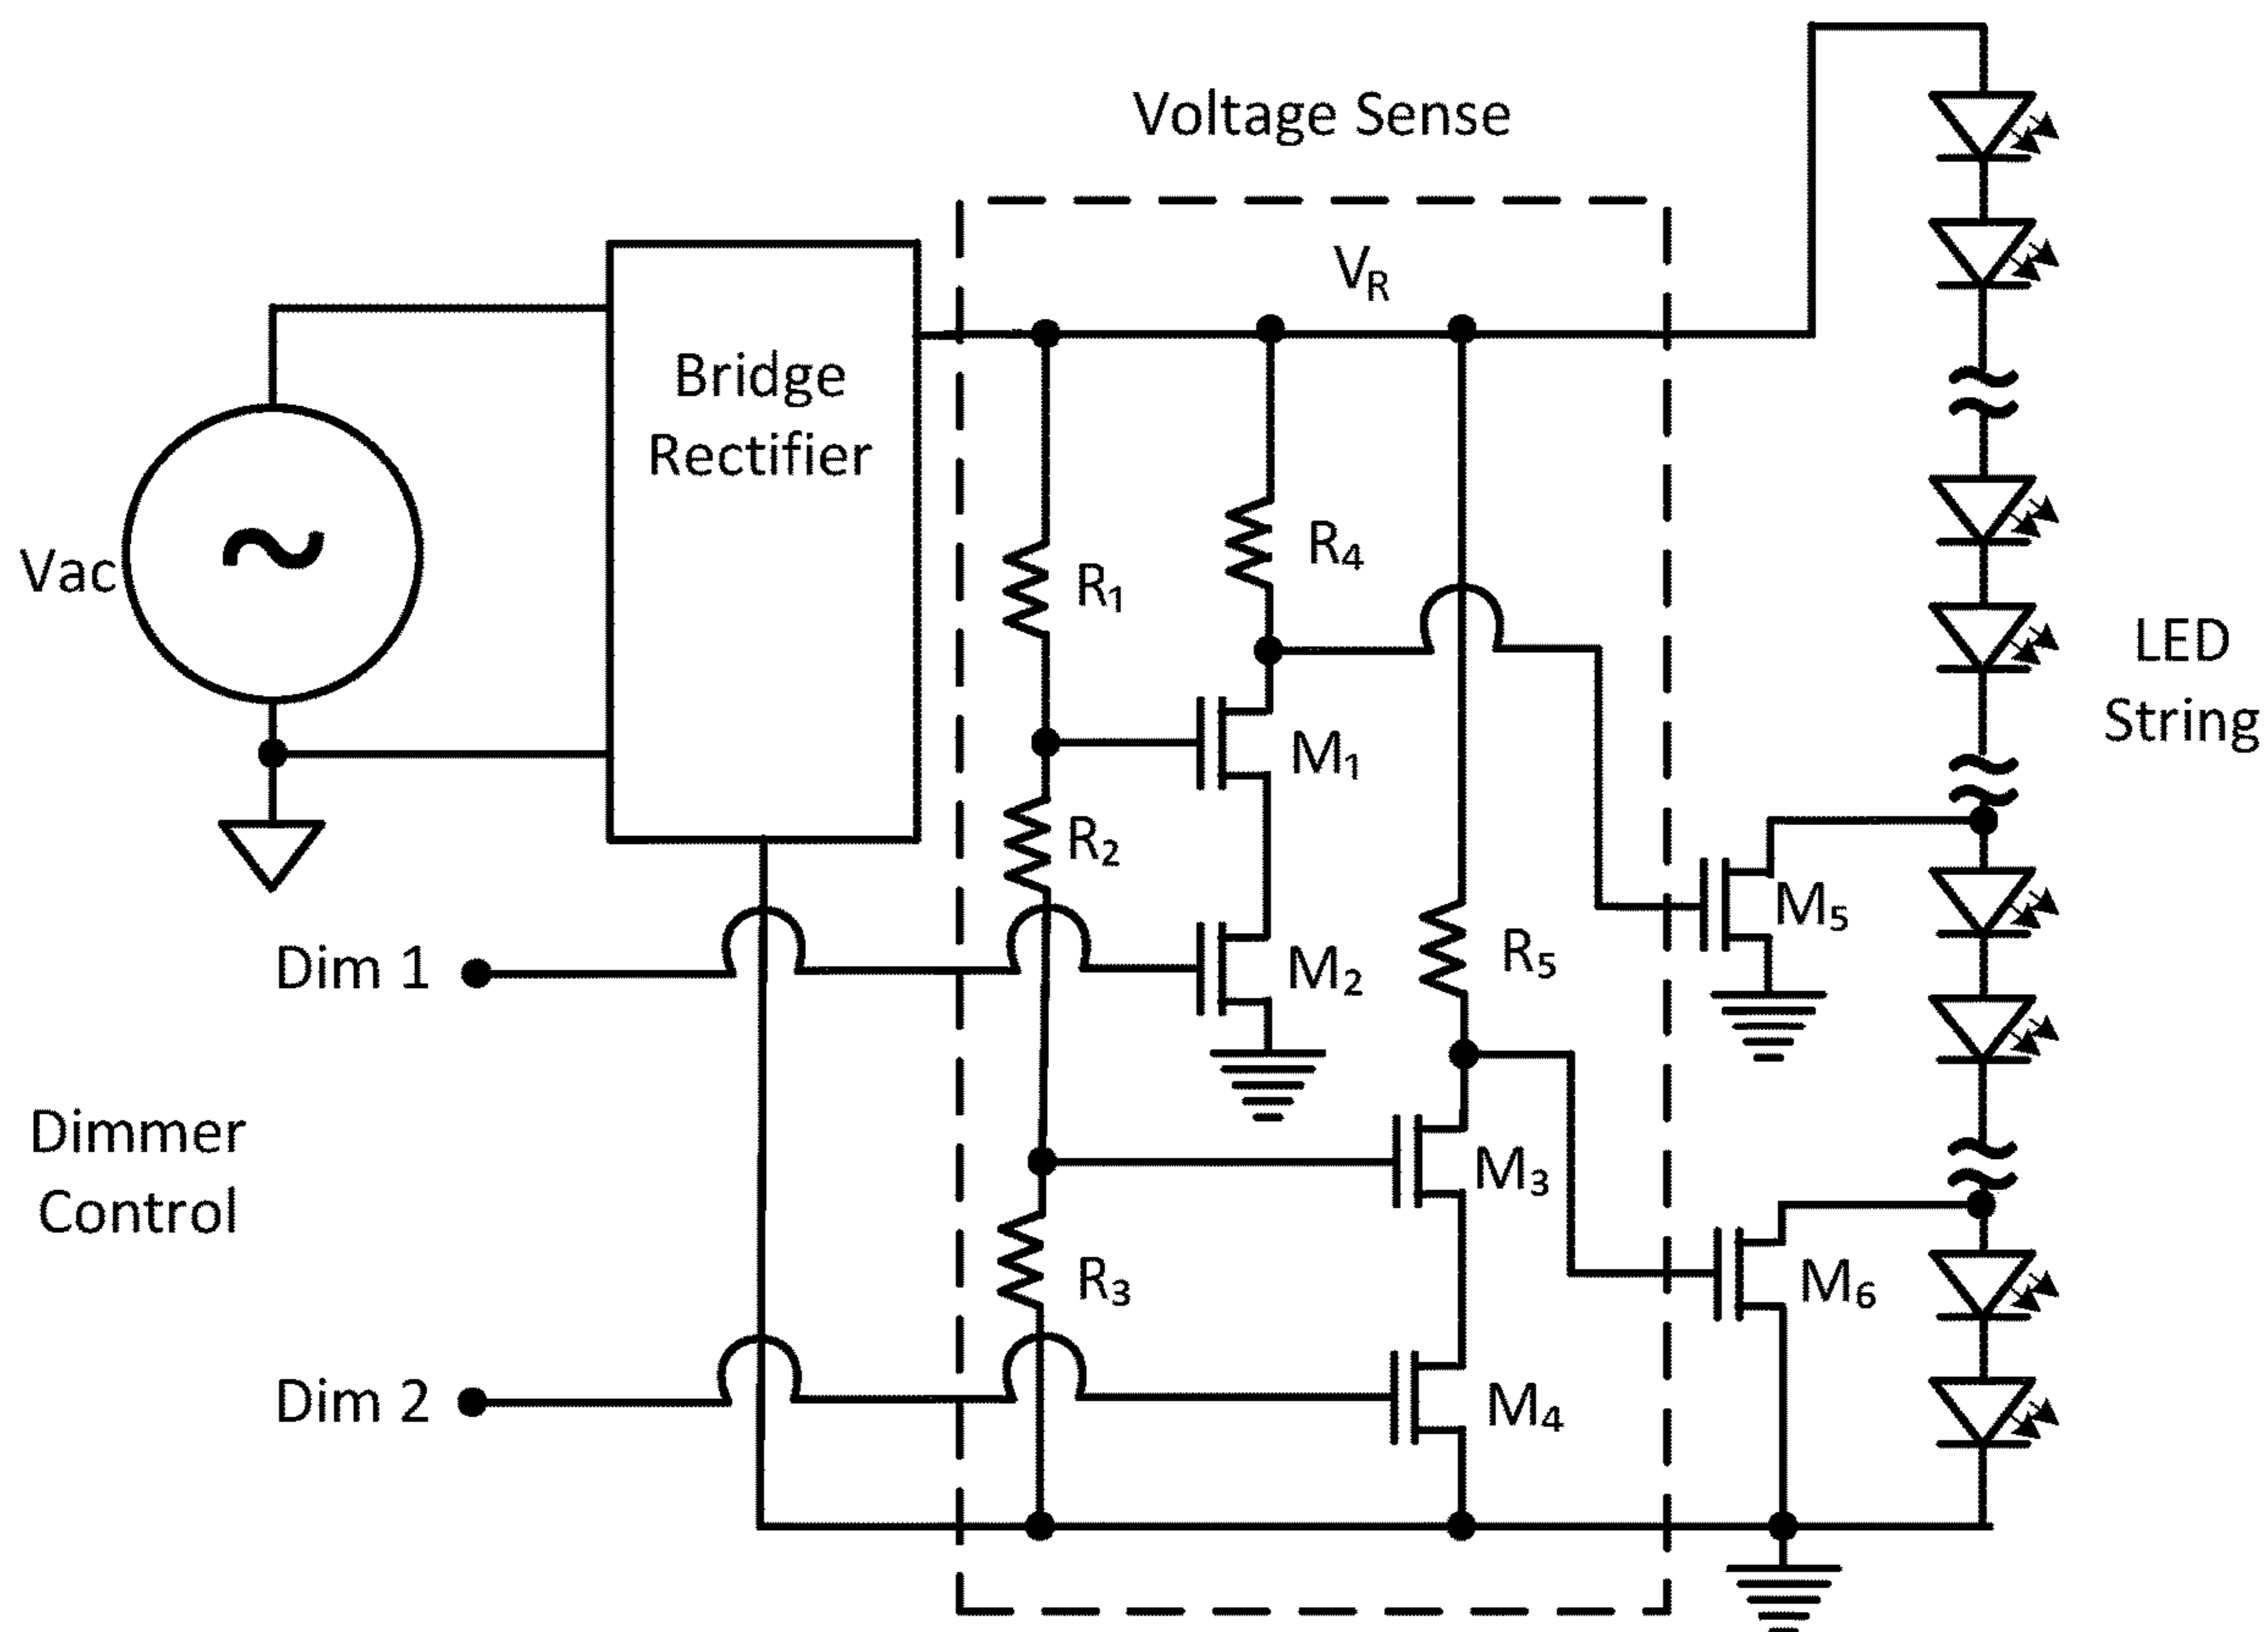 Voltage Sense
V_R
Bridge
Rectifier
Vac
R₁
R₄
LED
String
M₁
R₂
M₅
Dim 1
M₂
R₅
Dimmer
Control
M₃
R₃
M₆
Dim 2
M₄